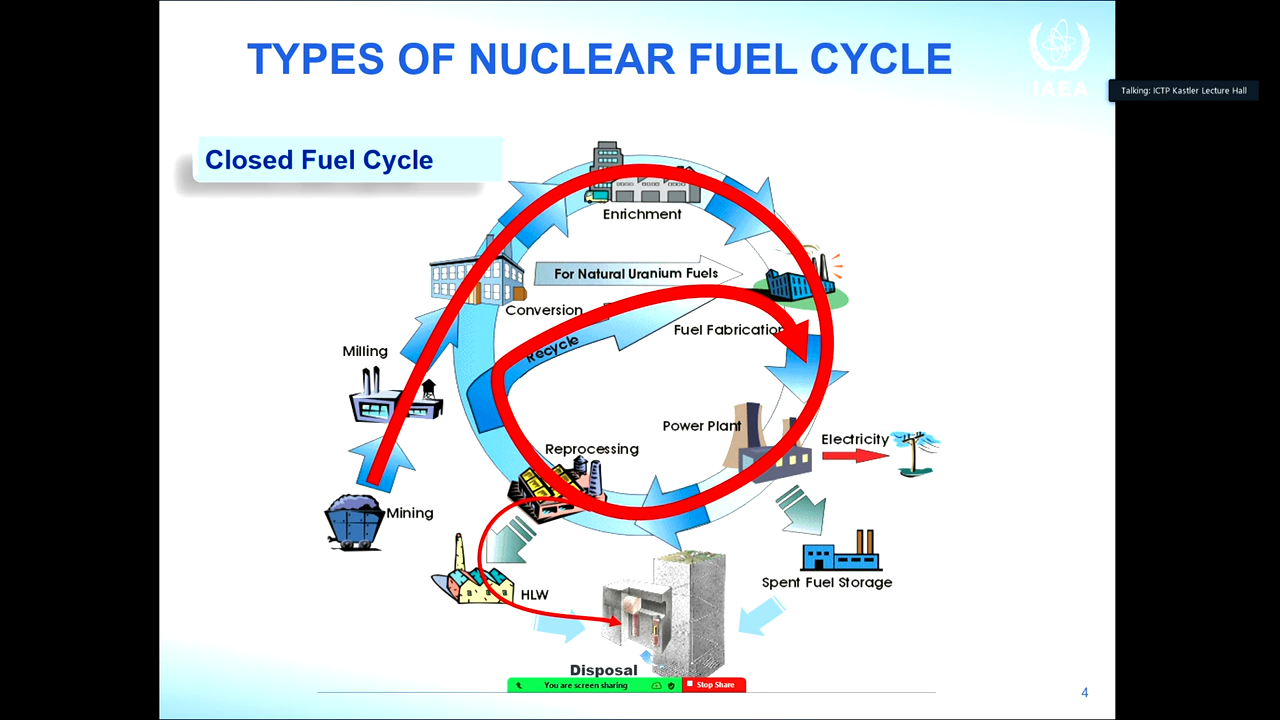 TYPES OF NUCLEAR FUEL CYCLE
IAEA
Talking: ICTP Kastler Lecture Hall
Closed Fuel Cycle
Enrichment
For Natural Uranium Fuels
Conversion
Fuel Fabrication
Recycle
Milling
Power Plant
Electricity
Reprocessing
Mining
Spent Fuel Storage
HLW
Disposal
You are screen sharing
Stop Share
4